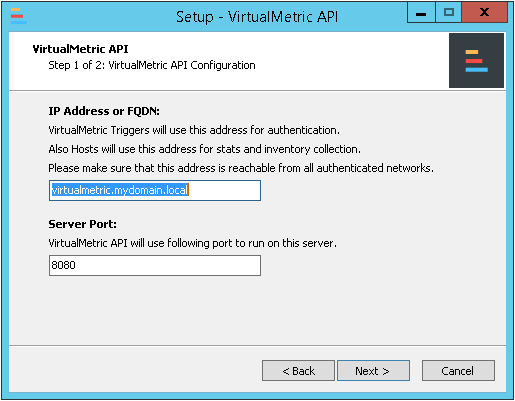 Setup - VirtualMetric API
VirtualMetric API
Step 1 of 2: VirtualMetric API Configuration
IP Address or FQDN:
VirtualMetric Triggers will use this address for authentication.
Also Hosts will use this address for stats and inventory collection.
Please make sure that this address is reachable from all authenticated networks.
virtualmetric.mydomain.local
Server Port:
VirtualMetric API will use following port to run on this server.
8080
< Back
Next >
Cancel